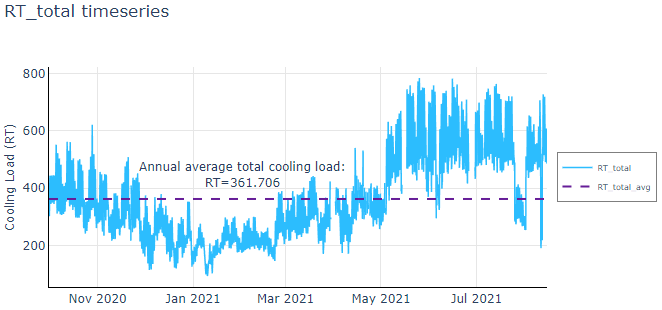 RT_total timeseries
Cooling Load (RT)
800
600
400
200
Annual average total cooling load:
RT=361.706
Nov 2020
Jan 2021
Mar 2021
May 2021
Jul 2021
RT_total
RT_total_avg